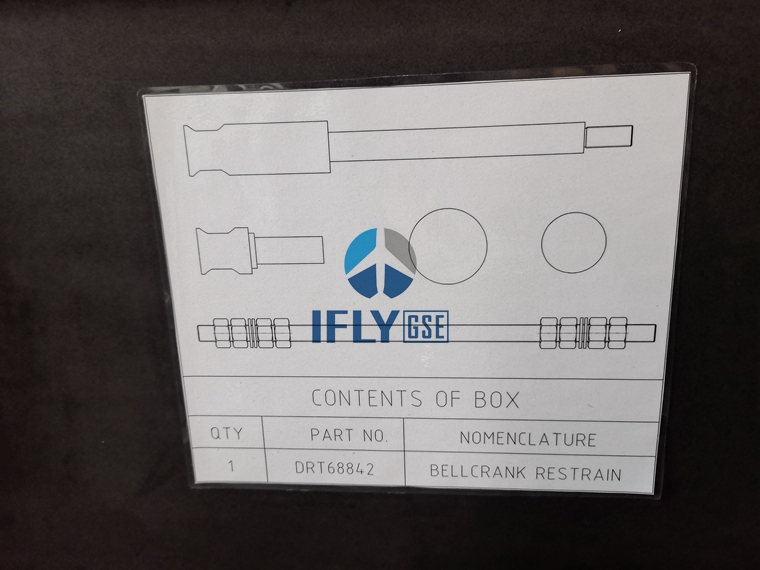 IFLY GSE
CONTENTS OF BOX
QTY PART NO. NOMENCLATURE
1 DRT68842 BELLCRANK RESTRAIN